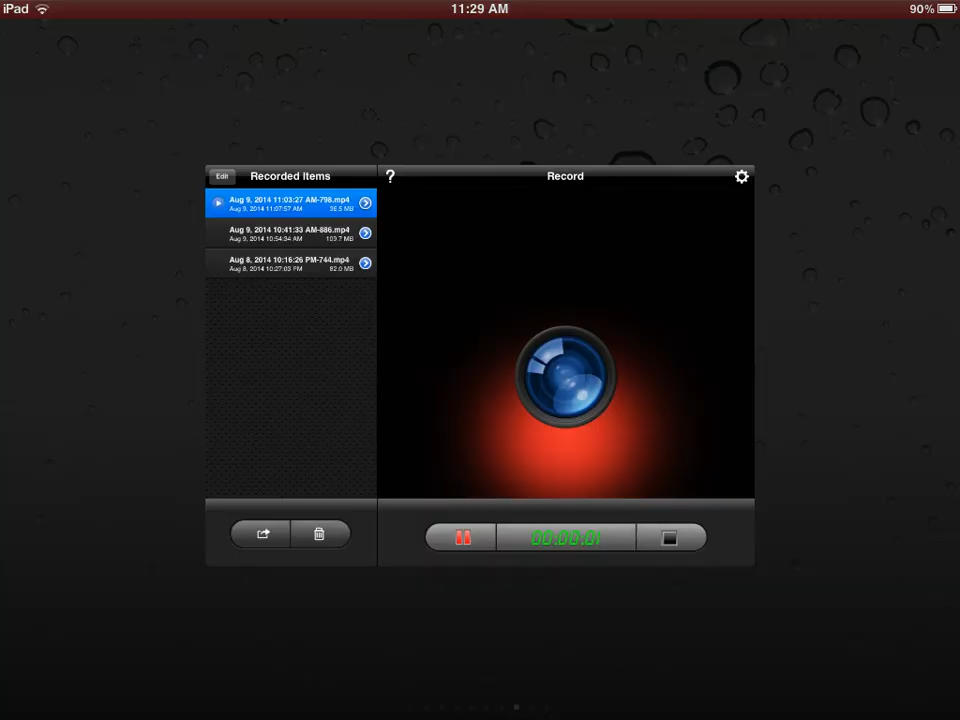 iPad
11:29 AM
90%
Edit
Recorded Items
?
Record
Aug 9, 2014 11:03:27 AM-798.mp4
Aug 9, 2014 11:07:57 AM 36.5 MB
Aug 9, 2014 10:41:33 AM-886.mp4
Aug 9, 2014 10:54:34 AM 109.7 MB
Aug 8, 2014 10:16:26 PM-744.mp4
Aug 8, 2014 10:27:03 PM 82.0 MB
00:00:01